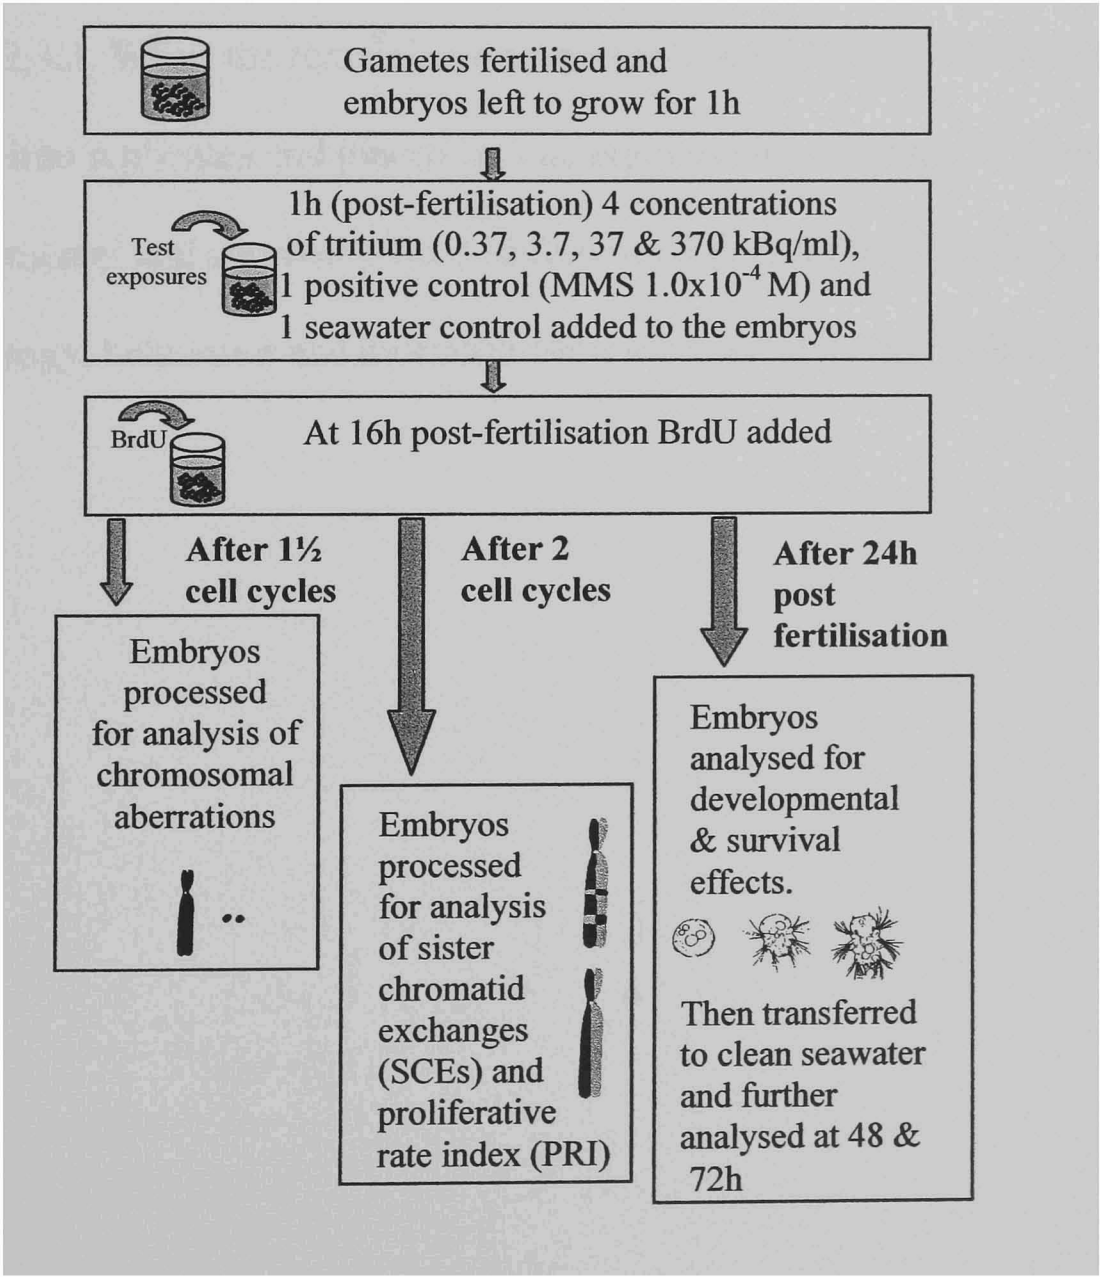 Gametes fertilised and
embryos left to grow for 1h
Test
exposures
1h (post-fertilisation) 4 concentrations
of tritium (0.37, 3.7, 37 & 370 kBq/ml),
1 positive control (MMS 1.0x10⁻⁴ M) and
1 seawater control added to the embryos
BrdU
At 16h post-fertilisation BrdU added
After 1½
cell cycles
After 2
cell cycles
After 24h
post
fertilisation
Embryos
processed
for analysis of
chromosomal
aberrations
Embryos
processed
for analysis
of sister
chromatid
exchanges
(SCEs) and
proliferative
rate index (PRI)
Embryos
analysed for
developmental
& survival
effects.
Then transferred
to clean seawater
and further
analysed at 48 &
72h